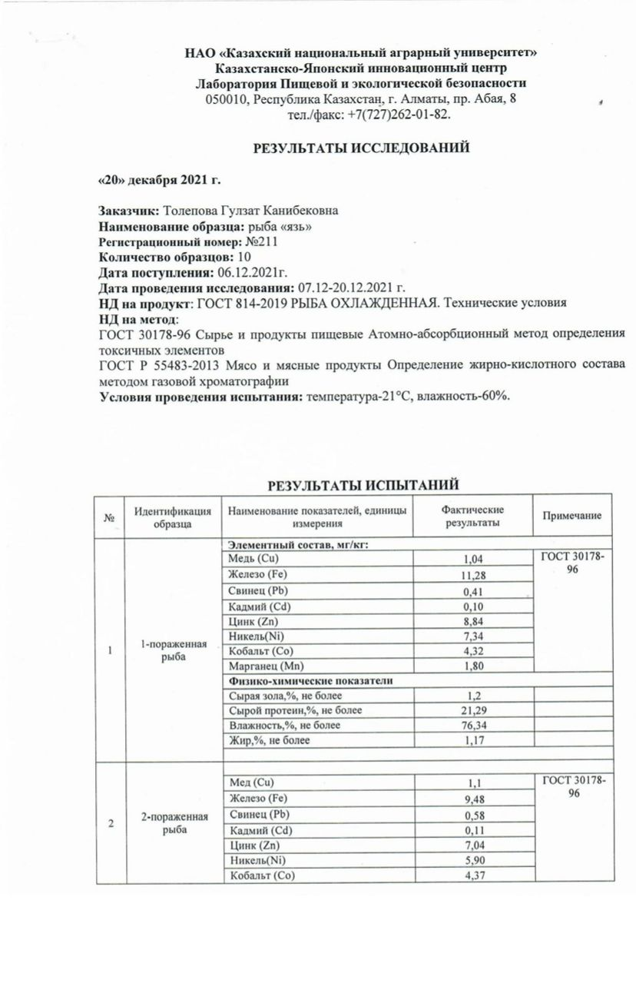 НАО «Казахский национальный аграрный университет»
Казахстанско-Японский инновационный центр
Лаборатория Пищевой и экологической безопасности
050010, Республика Казахстан, г. Алматы, пр. Абая, 8
тел./факс: +7(727)262-01-82.
РЕЗУЛЬТАТЫ ИССЛЕДОВАНИЙ
«20» декабря 2021 г.
Заказчик: Толепова Гулзат Канибековна
Наименование образца: рыба «язь»
Регистрационный номер: №211
Количество образцов: 10
Дата поступления: 06.12.2021г.
Дата проведения исследования: 07.12-20.12.2021 г.
НД на продукт: ГОСТ 814-2019 РЫБА ОХЛАЖДЕННАЯ. Технические условия
НД на метод:
ГОСТ 30178-96 Сырье и продукты пищевые Атомно-абсорбционный метод определения
токсичных элементов
ГОСТ Р 55483-2013 Мясо и мясные продукты Определение жирно-кислотного состава
методом газовой хроматографии
Условия проведения испытания: температура-21°С, влажность-60%.
РЕЗУЛЬТАТЫ ИСПЫТАНИЙ
№ Идентификация образца Наименование показателей, единицы измерения Фактические результаты Примечание
1 1-пораженная рыба
Элементный состав, мг/кг:
Медь (Cu) 1,04 ГОСТ 30178-96
Железо (Fe) 11,28
Свинец (Pb) 0,41
Кадмий (Cd) 0,10
Цинк (Zn) 8,84
Никель(Ni) 7,34
Кобальт (Co) 4,32
Марганец (Mn) 1,80
Физико-химические показатели
Сырая зола,%, не более 1,2
Сырой протеин,%, не более 21,29
Влажность,%, не более 76,34
Жир,%, не более 1,17
2 2-пораженная рыба
Мед (Cu) 1,1 ГОСТ 30178-96
Железо (Fe) 9,48
Свинец (Pb) 0,58
Кадмий (Cd) 0,11
Цинк (Zn) 7,04
Никель(Ni) 5,90
Кобальт (Co) 4,37